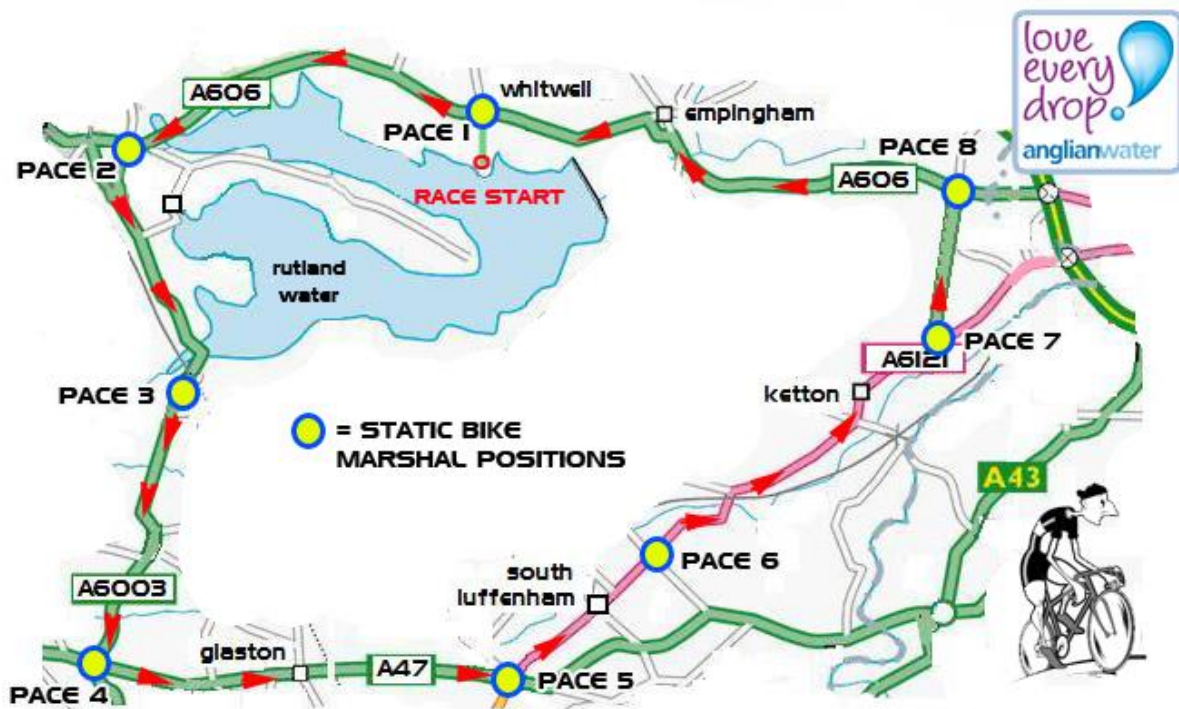 love
every
drop
anglianwater
A606
whitwell
empingham
PACE 1
PACE 2
PACE 8
A606
RACE START
rutland
water
PACE 7
A6121
ketton
PACE 3
= STATIC BIKE
MARSHAL POSITIONS
A43
PACE 6
south
luffenham
A6003
glaston
A47
PACE 4
PACE 5